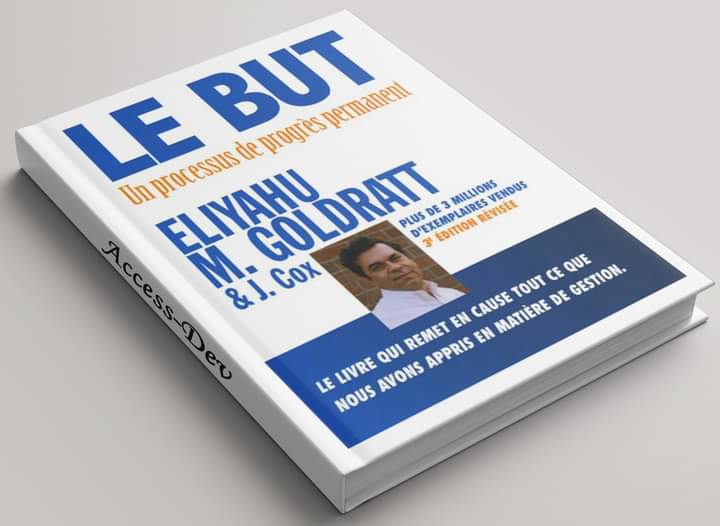 LE BUT
Un processus de progrès permanent
ELIYAHU
M. GOLDRATT
& J. COX
PLUS DE 3 MILLIONS
D'EXEMPLAIRES VENDUS
3e ÉDITION RÉVISÉE
LE LIVRE QUI REMET EN CAUSE TOUT CE QUE
NOUS AVONS APPRIS EN MATIÈRE DE GESTION.
Access-Dev